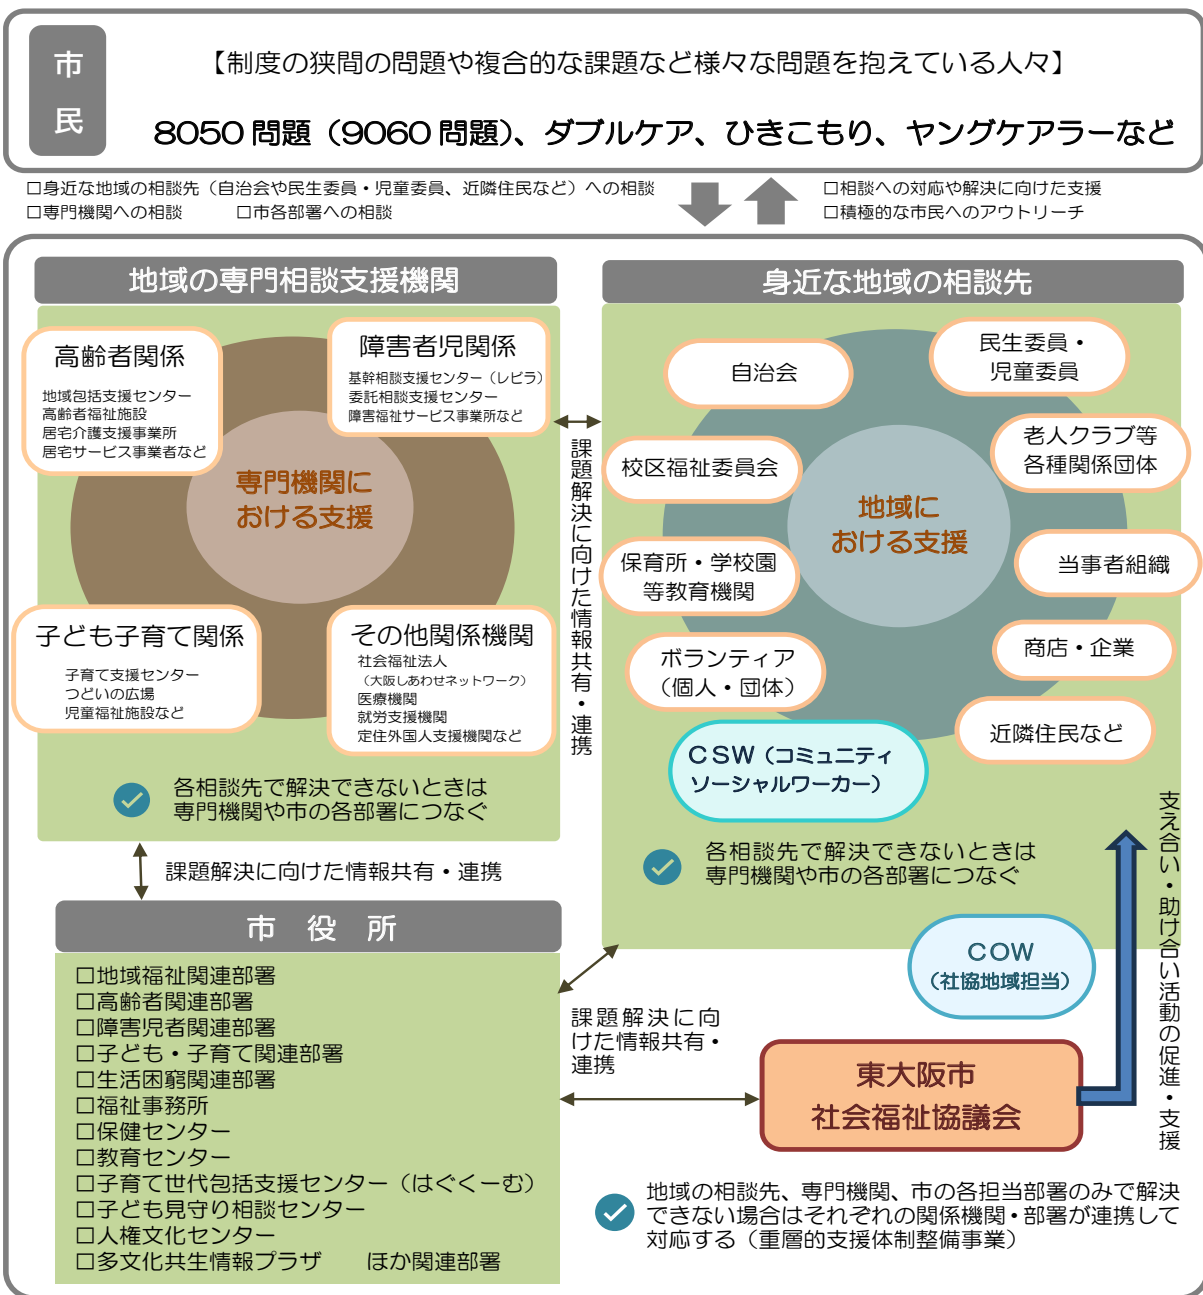 市民
【制度の狭間の問題や複合的な課題など様々な問題を抱えている人々】
8050問題（9060問題）、ダブルケア、ひきこもり、ヤングケアラーなど
□身近な地域の相談先（自治会や民生委員・児童委員、近隣住民など）への相談
□専門機関への相談　□市各部署への相談
□相談への対応や解決に向けた支援
□積極的な市民へのアウトリーチ
地域の専門相談支援機関
高齢者関係
地域包括支援センター
高齢者福祉施設
居宅介護支援事業所
居宅サービス事業者など
障害者児関係
基幹相談支援センター（レピラ）
委託相談支援センター
障害福祉サービス事業所など
専門機関に
おける支援
子ども子育て関係
子育て支援センター
つどいの広場
児童福祉施設など
その他関係機関
社会福祉法人
（大阪しあわせネットワーク）
医療機関
就労支援機関
定住外国人支援機関など
各相談先で解決できないときは
専門機関や市の各部署につなぐ
課題解決に向けた情報共有・連携
身近な地域の相談先
自治会
民生委員・
児童委員
校区福祉委員会
老人クラブ等
各種関係団体
地域に
おける支援
保育所・学校園
等教育機関
当事者組織
ボランティア
（個人・団体）
商店・企業
近隣住民など
CSW（コミュニティ
ソーシャルワーカー）
各相談先で解決できないときは
専門機関や市の各部署につなぐ
COW
（社協地域担当）
支え合い・助け合い活動の促進・支援
課題解決に向けた情報共有・連携
市役所
□地域福祉関連部署
□高齢者関連部署
□障害児者関連部署
□子ども・子育て関連部署
□生活困窮関連部署
□福祉事務所
□保健センター
□教育センター
□子育て世代包括支援センター（はぐくーむ）
□子ども見守り相談センター
□人権文化センター
□多文化共生情報プラザ　ほか関連部署
課題解決に向
けた情報共有・
連携
東大阪市
社会福祉協議会
地域の相談先、専門機関、市の各担当部署のみで解決
できない場合はそれぞれの関係機関・部署が連携して
対応する（重層的支援体制整備事業）